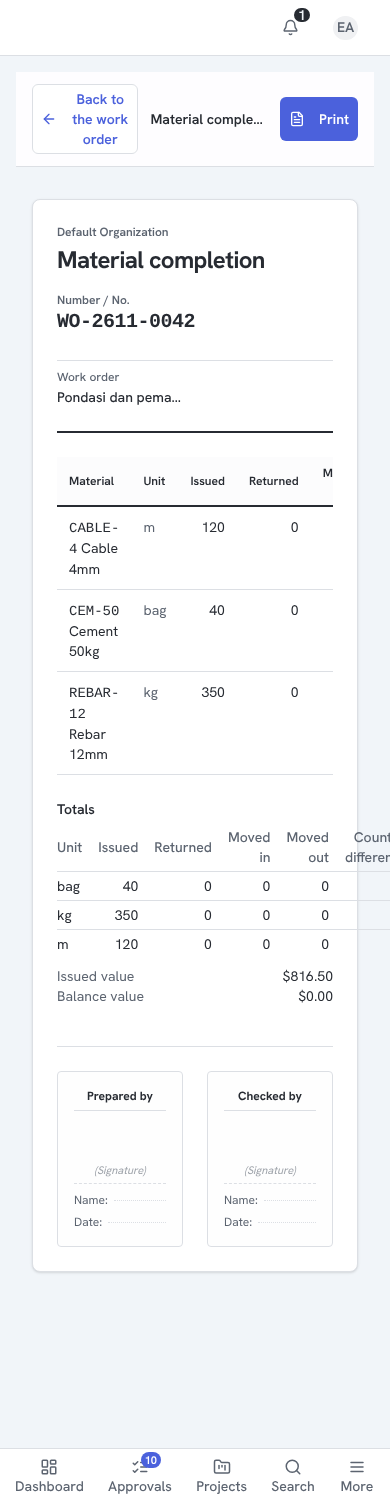 1
EA
Back to
the work
order
Material comple...
Print
Default Organization
Material completion
Number / No.
WO-2611-0042
Work order
Pondasi dan pema...
Material Unit Issued Returned M
CABLE- m 120 0
4 Cable
4mm
CEM-50 bag 40 0
Cement
50kg
REBAR- kg 350 0
12
Rebar
12mm
Totals
Unit Issued Returned Moved in Moved out Count differen
bag 40 0 0 0
kg 350 0 0 0
m 120 0 0 0
Issued value $816.50
Balance value $0.00
Prepared by Checked by
(Signature) (Signature)
Name: Name:
Date: Date:
10
Dashboard Approvals Projects Search More